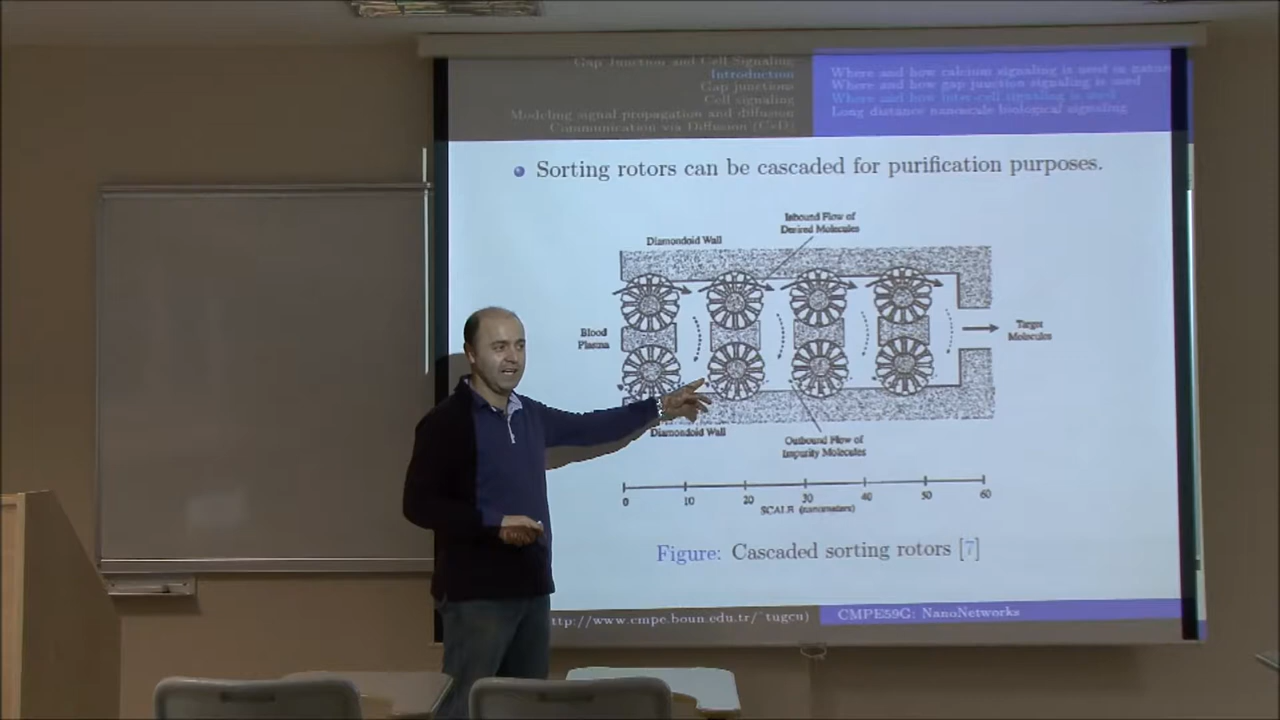 Gap Junction and Cell Signaling
Introduction
Gap junctions
Cell signaling
Modeling signal propagation and diffusion
Communication via Diffusion (CvD)
Where and how calcium signaling is used in nature
Where and how gap junction signaling is used
Where and how inter-cell signaling is used
Long distance nanoscale biological signaling
Sorting rotors can be cascaded for purification purposes.
Inbound Flow of
Desired Molecules
Diamondoid Wall
Blood
Plasma
Target
Molecules
Diamondoid Wall
Outbound Flow of
Impurity Molecules
0 10 20 30 40 50 60
SCALE (nanometers)
Figure: Cascaded sorting rotors [7]
ttp://www.cmpe.boun.edu.tr/~tugcu)
CMPE59G: NanoNetworks